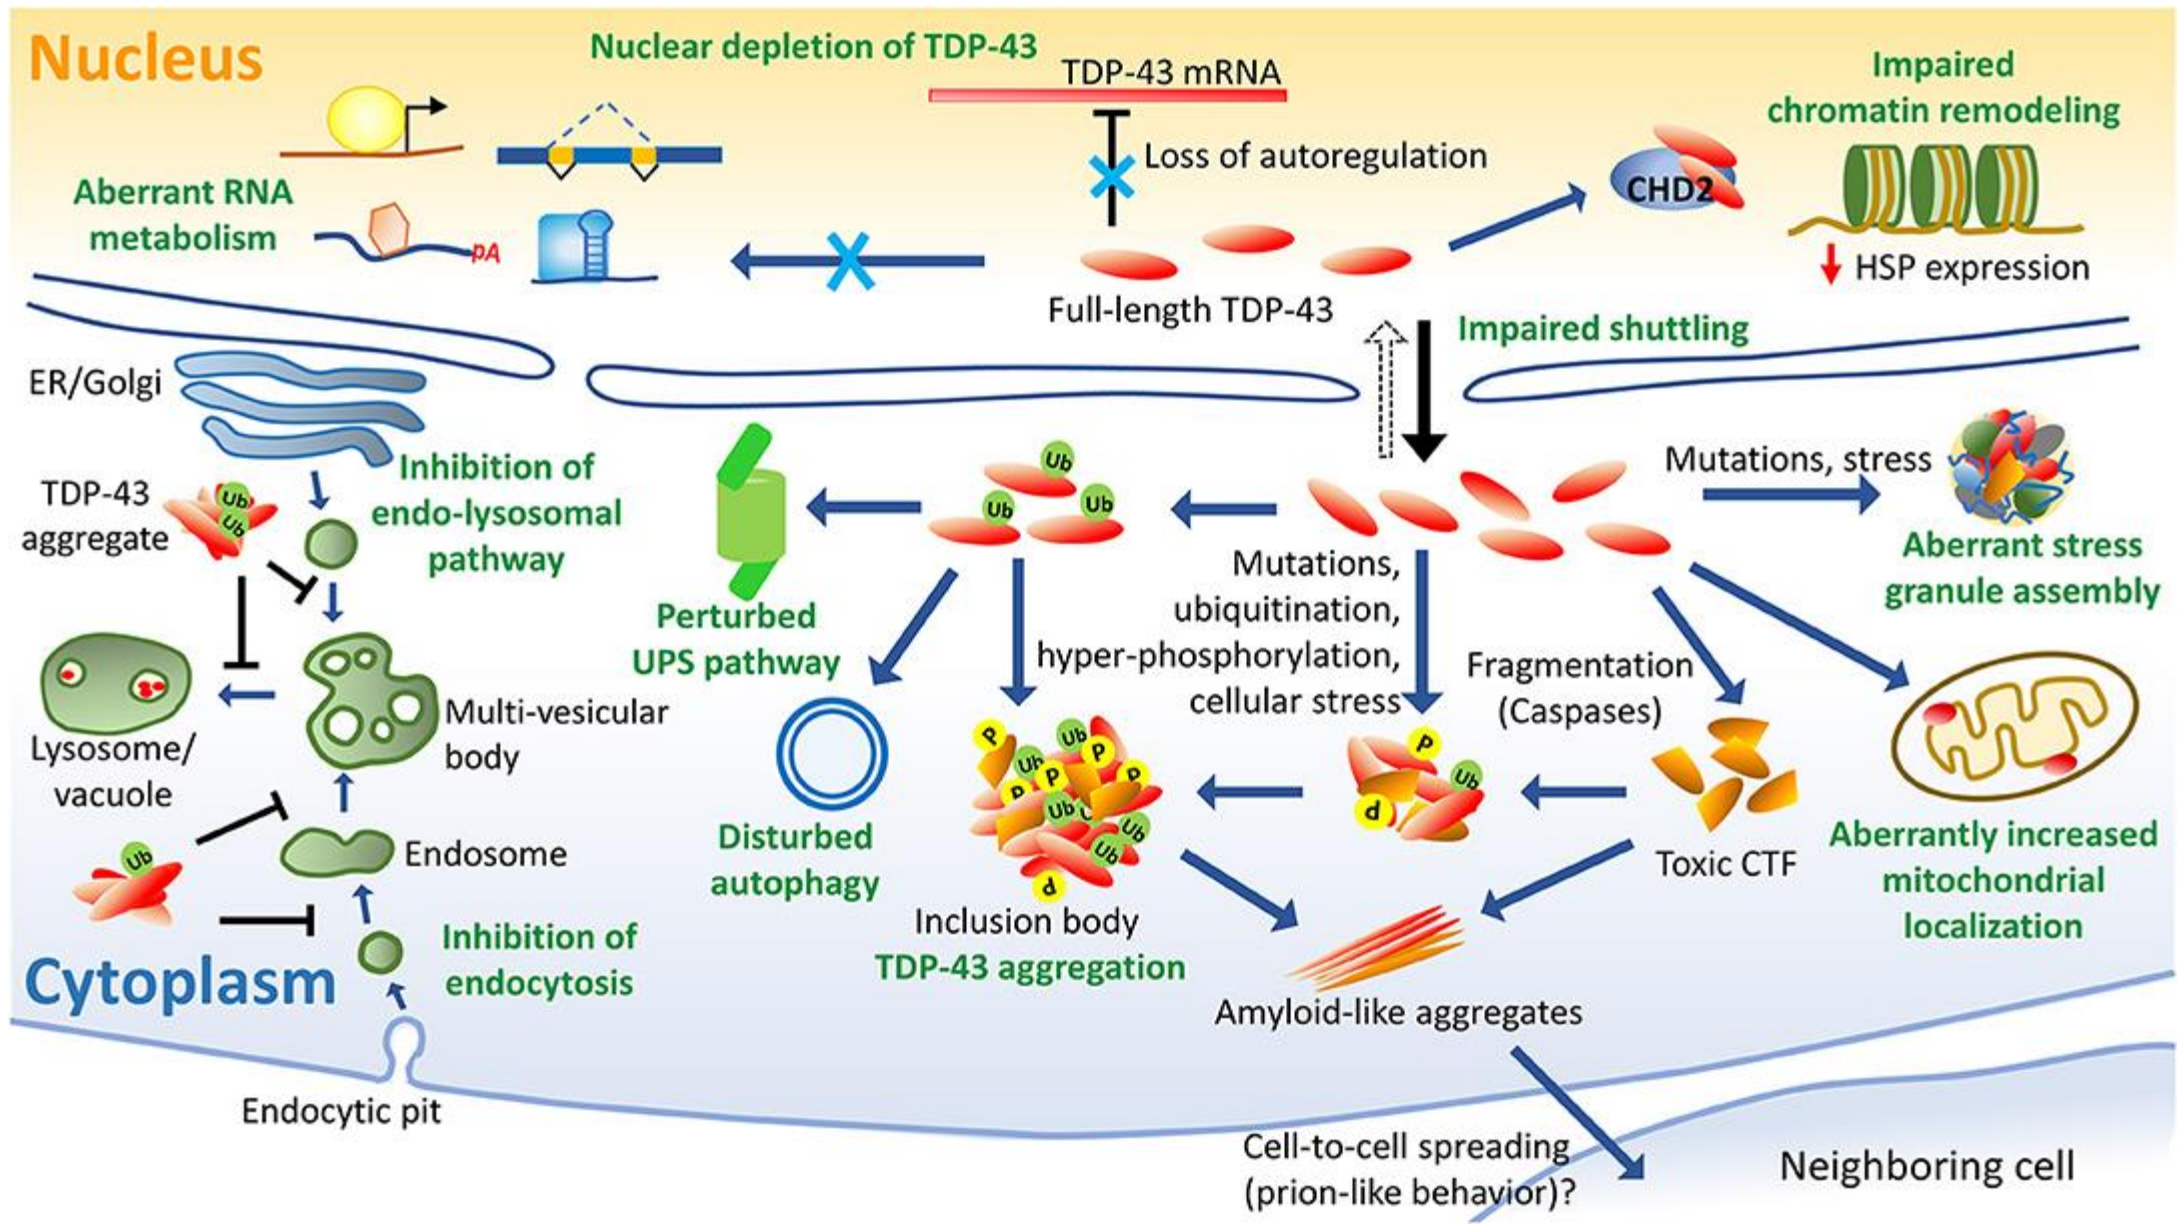 Nucleus
Nuclear depletion of TDP-43
TDP-43 mRNA
Impaired
chromatin remodeling
Loss of autoregulation
CHD2
Aberrant RNA
metabolism
pA
HSP expression
Full-length TDP-43
Impaired shuttling
ER/Golgi
Inhibition of
endo-lysosomal
pathway
TDP-43
aggregate
Ub
Ub
Ub
Ub
Ub
Mutations, stress
Aberrant stress
granule assembly
Perturbed
UPS pathway
Mutations,
ubiquitination,
hyper-phosphorylation,
cellular stress
Fragmentation
(Caspases)
Multi-vesicular
body
Lysosome/
vacuole
P
Ub
P
Ub
P
P
P
Ub
Ub
Ub
P
P
Ub
P
Toxic CTF
Aberrantly increased
mitochondrial
localization
Disturbed
autophagy
Ub
Endosome
Inclusion body
TDP-43 aggregation
Inhibition of
endocytosis
Cytoplasm
Amyloid-like aggregates
Endocytic pit
Cell-to-cell spreading
(prion-like behavior)?
Neighboring cell